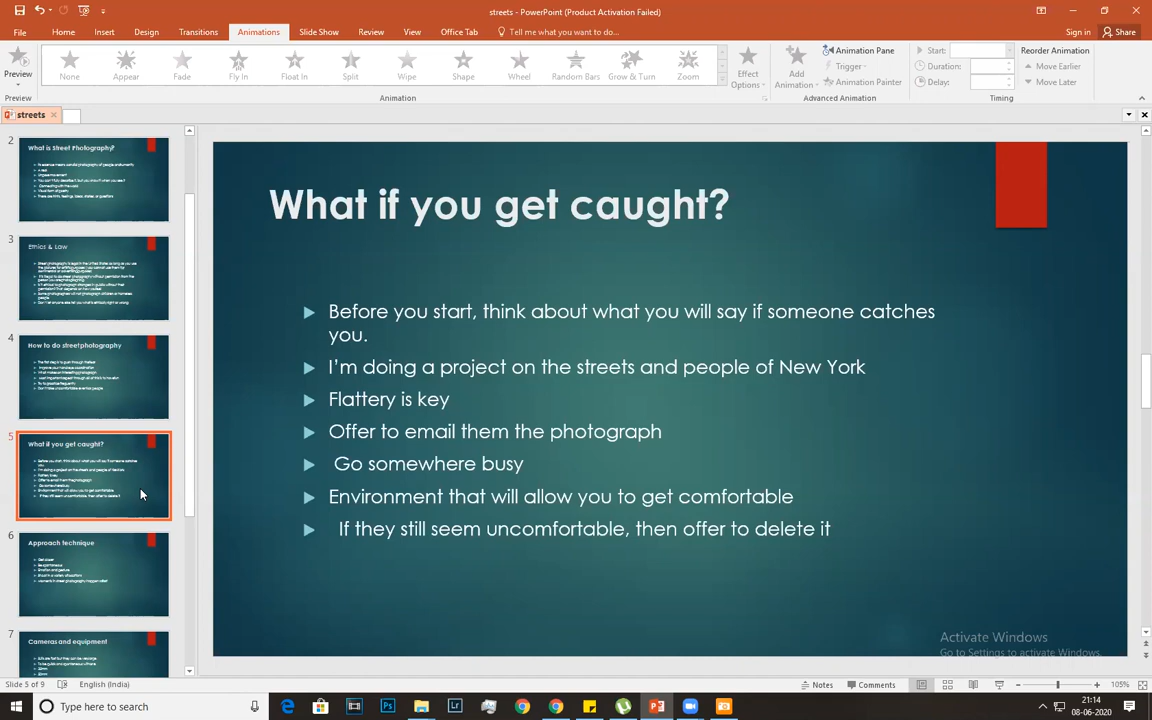 streets - PowerPoint (Product Activation Failed)
File Home Insert Design Transitions Animations Slide Show Review View Office Tab Tell me what you want to do... Sign in Share
Preview None Appear Fade Fly In Float In Split Wipe Shape Wheel Random Bars Grow & Turn Zoom Effect Options Add Animation Animation Pane Trigger Animation Painter Start: Duration: Delay: Reorder Animation Move Earlier Move Later
Preview Animation Advanced Animation Timing
streets
2
What is Street Photography?
3
Ethics & Law
4
How to do street photography
5
What if you get caught?
6
Approach technique
7
Cameras and equipment
What if you get caught?
Before you start, think about what you will say if someone catches
you.
I'm doing a project on the streets and people of New York
Flattery is key
Offer to email them the photograph
Go somewhere busy
Environment that will allow you to get comfortable
If they still seem uncomfortable, then offer to delete it
Activate Windows
Go to Settings to activate Windows.
Slide 5 of 9 English (India) Notes Comments 105%
Type here to search
21:14
08-06-2020